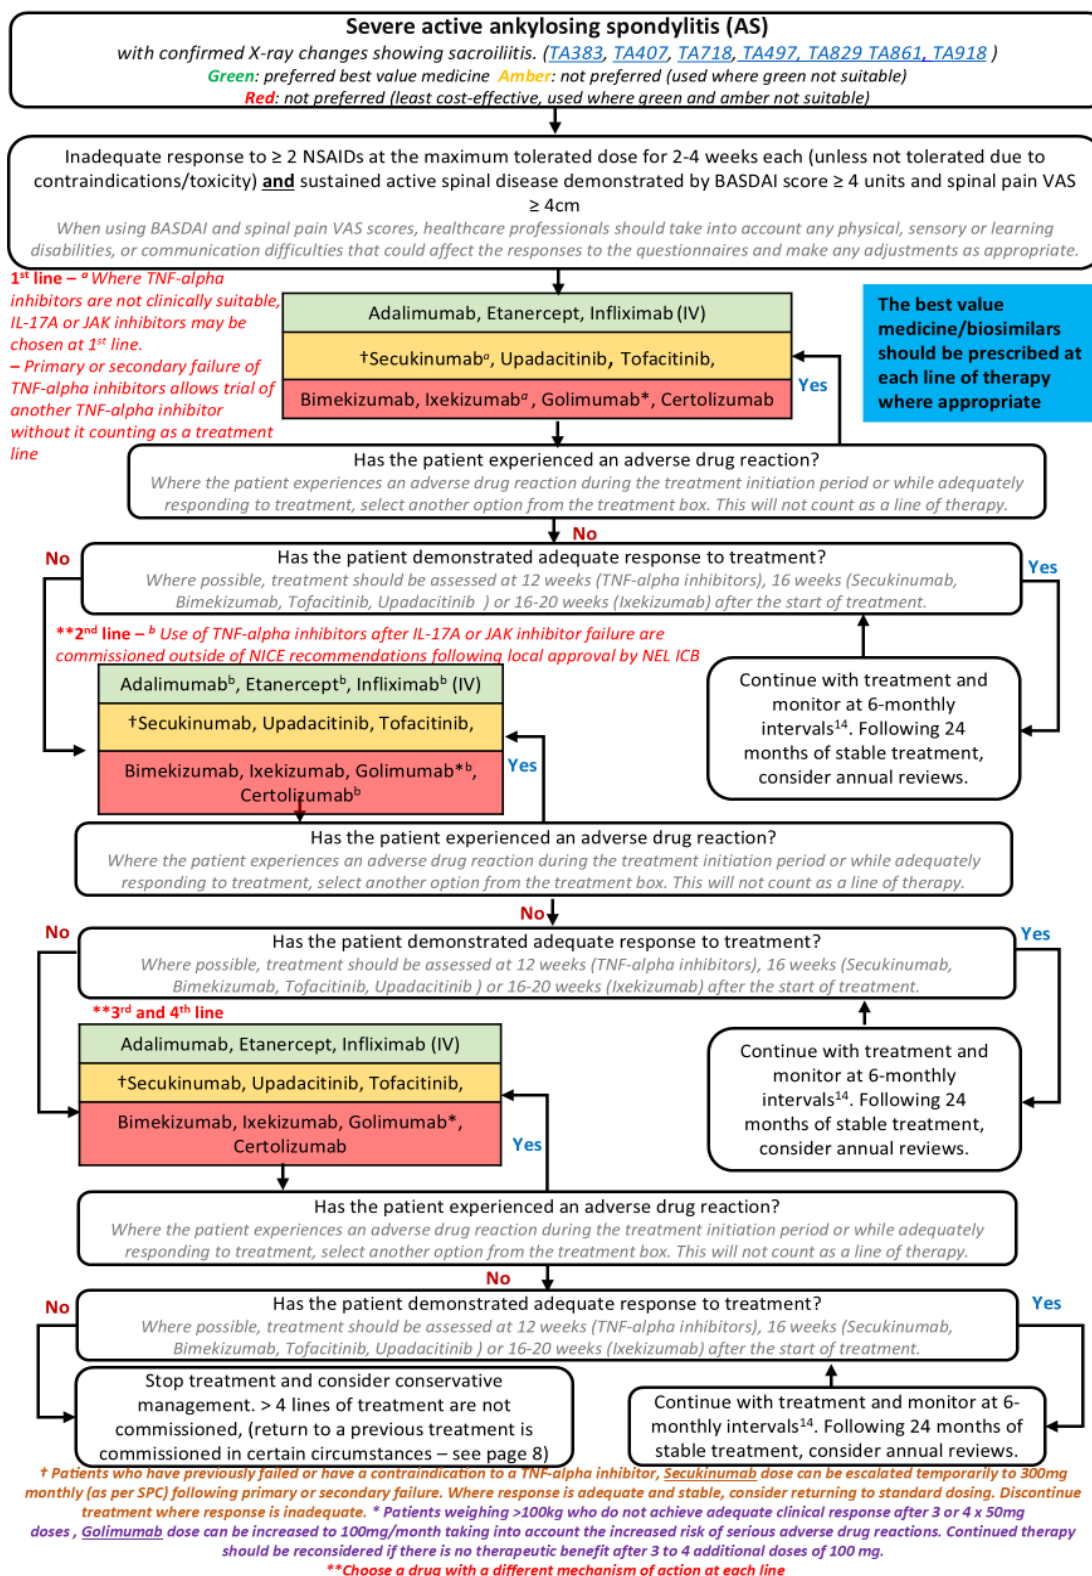 Severe active ankylosing spondylitis (AS)
with confirmed X-ray changes showing sacroiliitis. (TA383, TA407, TA718, TA497, TA829 TA861, TA918 )
Green: preferred best value medicine Amber: not preferred (used where green not suitable)
Red: not preferred (least cost-effective, used where green and amber not suitable)
Inadequate response to ≥ 2 NSAIDs at the maximum tolerated dose for 2-4 weeks each (unless not tolerated due to
contraindications/toxicity) and sustained active spinal disease demonstrated by BASDAI score ≥ 4 units and spinal pain VAS
≥ 4cm
When using BASDAI and spinal pain VAS scores, healthcare professionals should take into account any physical, sensory or learning
disabilities, or communication difficulties that could affect the responses to the questionnaires and make any adjustments as appropriate.
1st line – a Where TNF-alpha
inhibitors are not clinically suitable,
IL-17A or JAK inhibitors may be
chosen at 1st line.
– Primary or secondary failure of
TNF-alpha inhibitors allows trial of
another TNF-alpha inhibitor
without it counting as a treatment
line
Adalimumab, Etanercept, Infliximab (IV)
†Secukinumabᵃ, Upadacitinib, Tofacitinib,
Bimekizumab, Ixekizumabᵃ, Golimumab*, Certolizumab
Yes
The best value
medicine/biosimilars
should be prescribed at
each line of therapy
where appropriate
Has the patient experienced an adverse drug reaction?
Where the patient experiences an adverse drug reaction during the treatment initiation period or while adequately
responding to treatment, select another option from the treatment box. This will not count as a line of therapy.
No
No
Has the patient demonstrated adequate response to treatment?
Where possible, treatment should be assessed at 12 weeks (TNF-alpha inhibitors), 16 weeks (Secukinumab,
Bimekizumab, Tofacitinib, Upadacitinib ) or 16-20 weeks (Ixekizumab) after the start of treatment.
Yes
**2nd line – b Use of TNF-alpha inhibitors after IL-17A or JAK inhibitor failure are
commissioned outside of NICE recommendations following local approval by NEL ICB
Adalimumabᵇ, Etanerceptᵇ, Infliximabᵇ (IV)
†Secukinumab, Upadacitinib, Tofacitinib,
Bimekizumab, Ixekizumab, Golimumab*ᵇ,
Certolizumabᵇ
Yes
Continue with treatment and
monitor at 6-monthly
intervals¹⁴. Following 24
months of stable treatment,
consider annual reviews.
Has the patient experienced an adverse drug reaction?
Where the patient experiences an adverse drug reaction during the treatment initiation period or while adequately
responding to treatment, select another option from the treatment box. This will not count as a line of therapy.
No
No
Has the patient demonstrated adequate response to treatment?
Where possible, treatment should be assessed at 12 weeks (TNF-alpha inhibitors), 16 weeks (Secukinumab,
Bimekizumab, Tofacitinib, Upadacitinib ) or 16-20 weeks (Ixekizumab) after the start of treatment.
Yes
**3rd and 4th line
Adalimumab, Etanercept, Infliximab (IV)
†Secukinumab, Upadacitinib, Tofacitinib,
Bimekizumab, Ixekizumab, Golimumab*,
Certolizumab
Yes
Continue with treatment and
monitor at 6-monthly
intervals¹⁴. Following 24
months of stable treatment,
consider annual reviews.
Has the patient experienced an adverse drug reaction?
Where the patient experiences an adverse drug reaction during the treatment initiation period or while adequately
responding to treatment, select another option from the treatment box. This will not count as a line of therapy.
No
No
Has the patient demonstrated adequate response to treatment?
Where possible, treatment should be assessed at 12 weeks (TNF-alpha inhibitors), 16 weeks (Secukinumab,
Bimekizumab, Tofacitinib, Upadacitinib ) or 16-20 weeks (Ixekizumab) after the start of treatment.
Yes
Stop treatment and consider conservative
management. > 4 lines of treatment are not
commissioned, (return to a previous treatment is
commissioned in certain circumstances – see page 8)
Continue with treatment and monitor at 6-
monthly intervals¹⁴. Following 24 months of
stable treatment, consider annual reviews.
† Patients who have previously failed or have a contraindication to a TNF-alpha inhibitor, Secukinumab dose can be escalated temporarily to 300mg
monthly (as per SPC) following primary or secondary failure. Where response is adequate and stable, consider returning to standard dosing. Discontinue
treatment where response is inadequate. * Patients weighing >100kg who do not achieve adequate clinical response after 3 or 4 x 50mg
doses , Golimumab dose can be increased to 100mg/month taking into account the increased risk of serious adverse drug reactions. Continued therapy
should be reconsidered if there is no therapeutic benefit after 3 to 4 additional doses of 100 mg.
**Choose a drug with a different mechanism of action at each line